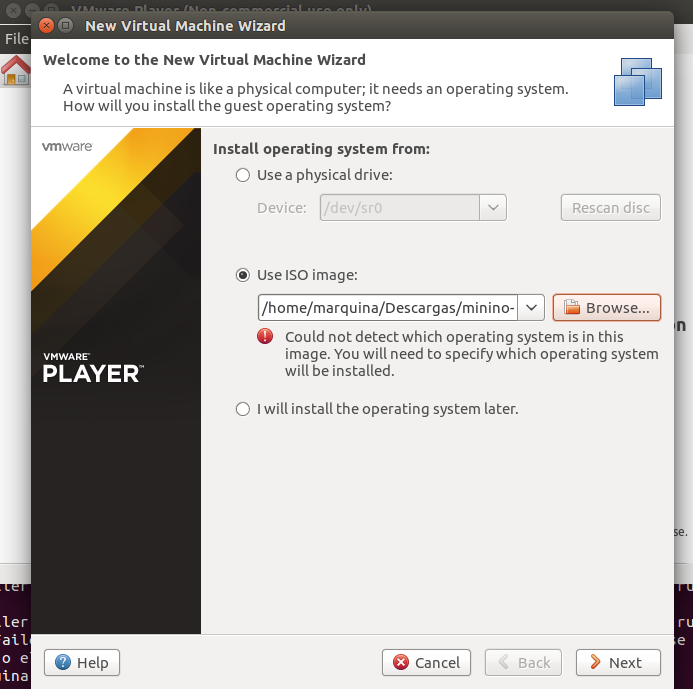 VMware Player (Non-commercial use only)
New Virtual Machine Wizard
File
Welcome to the New Virtual Machine Wizard
A virtual machine is like a physical computer; it needs an operating system.
How will you install the guest operating system?
vmware
Install operating system from:
Use a physical drive:
Device: /dev/sr0 Rescan disc
Use ISO image:
/home/marquina/Descargas/minino- Browse...
Could not detect which operating system is in this
image. You will need to specify which operating system
will be installed.
VMWARE™
PLAYER™
I will install the operating system later.
Help Cancel Back Next